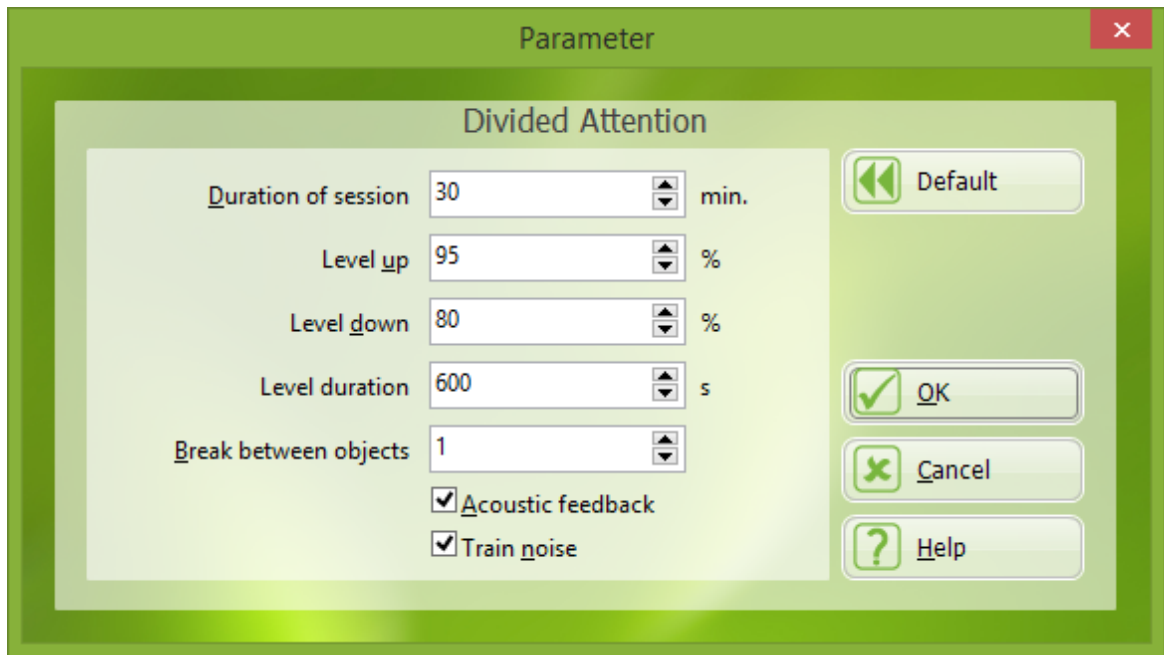 Parameter
Divided Attention
Duration of session 30 min.
Default
Level up 95 %
Level down 80 %
Level duration 600 s
OK
Break between objects 1
Cancel
Acoustic feedback
Train noise
Help